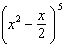 (x² − x/2)⁵